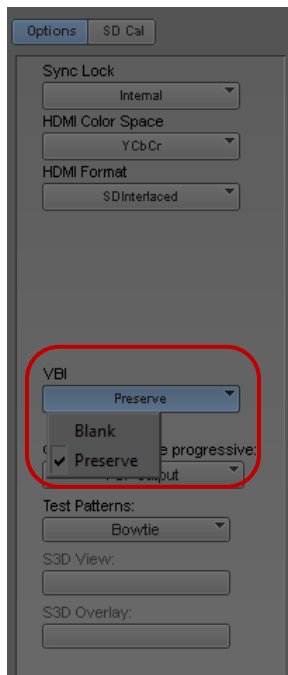 Options SD Cal
Sync Lock
Internal
HDMI Color Space
YCbCr
HDMI Format
SDInterlaced
VBI
Preserve
Blank
progressive:
Preserve
Test Patterns:
Bowtie
S3D View:
S3D Overlay: